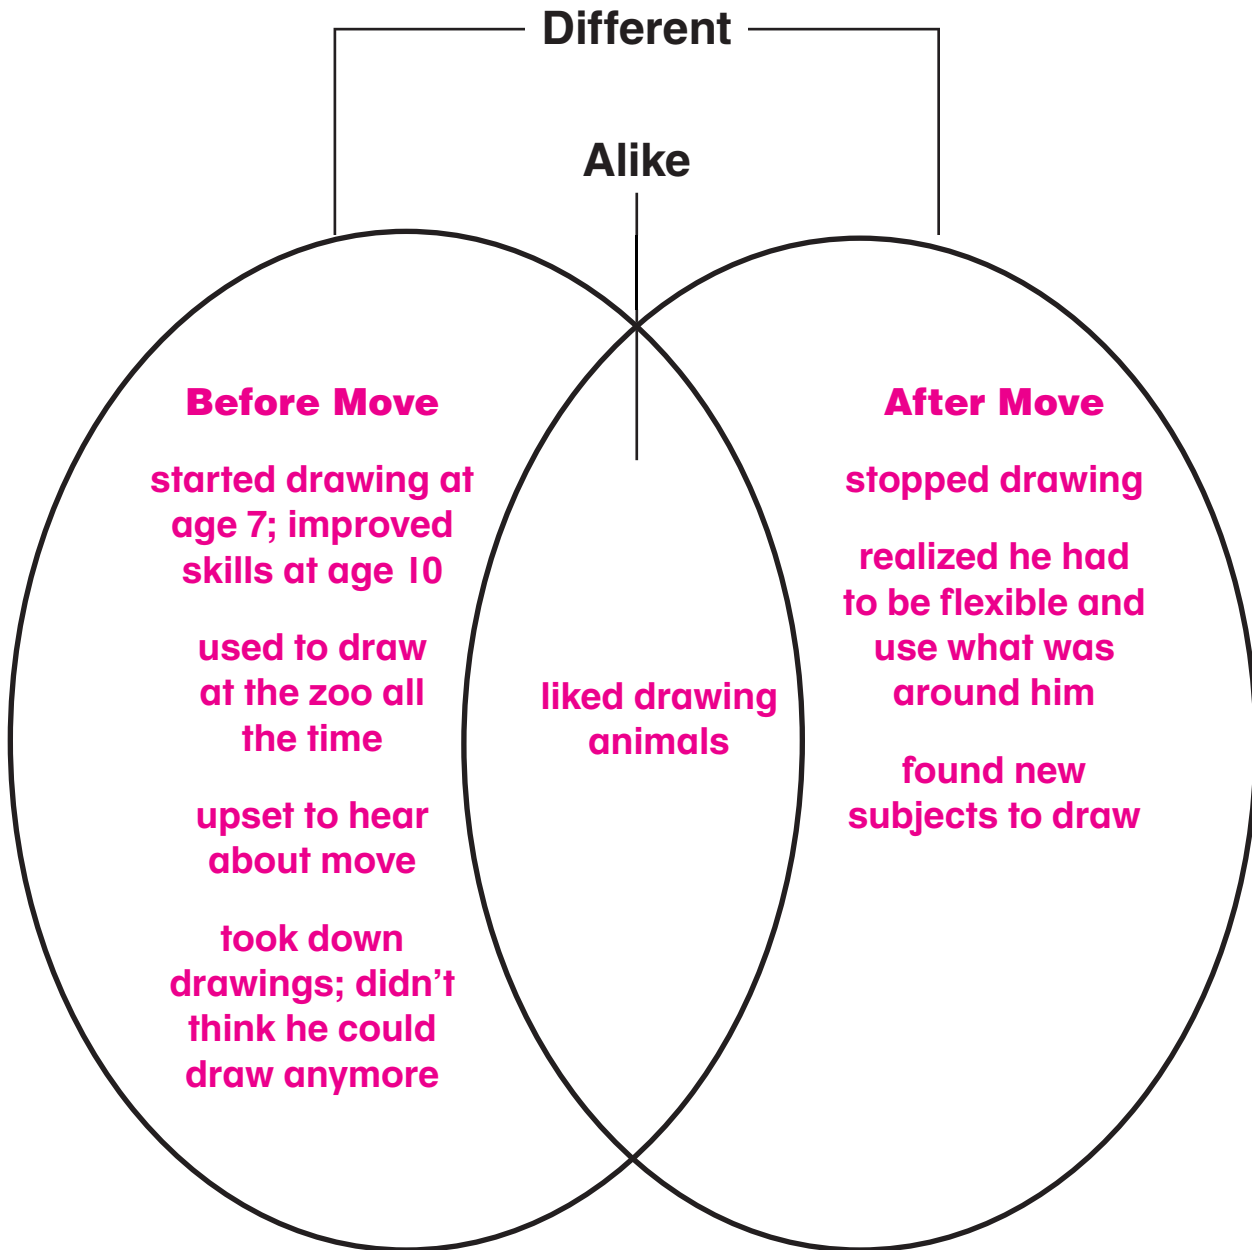 Different
Alike
Before Move
started drawing at
age 7; improved
skills at age 10
used to draw
at the zoo all
the time
upset to hear
about move
took down
drawings; didn’t
think he could
draw anymore
liked drawing
animals
After Move
stopped drawing
realized he had
to be flexible and
use what was
around him
found new
subjects to draw